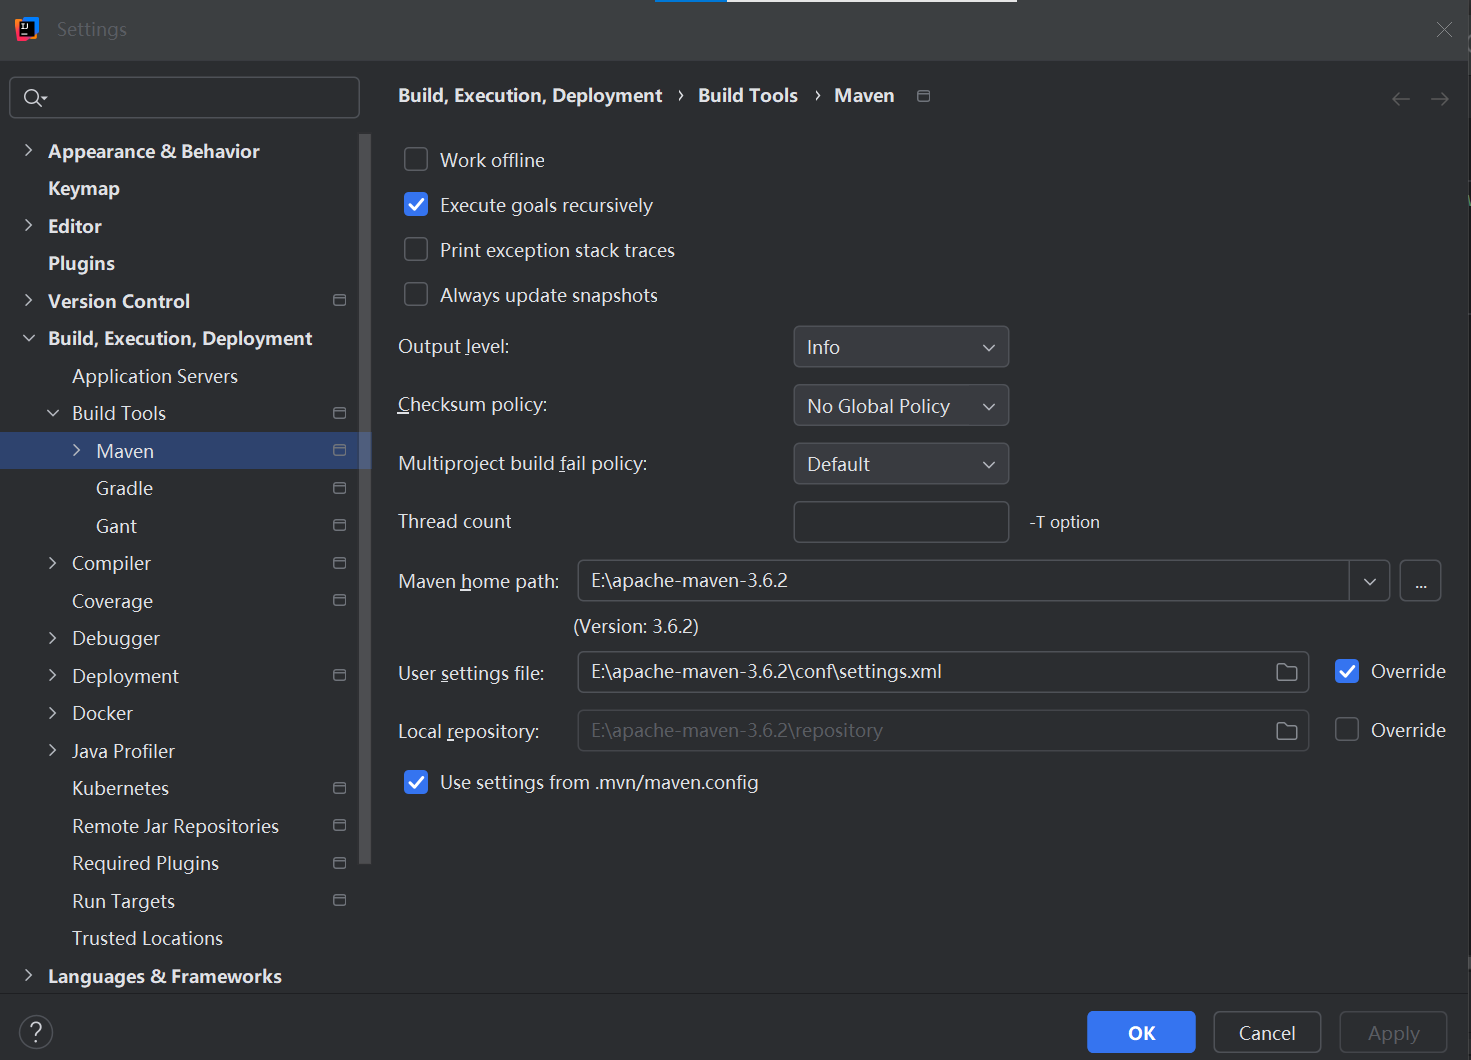 Settings
Build, Execution, Deployment › Build Tools › Maven
Appearance & Behavior
Keymap
Editor
Plugins
Version Control
Build, Execution, Deployment
Application Servers
Build Tools
Maven
Gradle
Gant
Compiler
Coverage
Debugger
Deployment
Docker
Java Profiler
Kubernetes
Remote Jar Repositories
Required Plugins
Run Targets
Trusted Locations
Languages & Frameworks
Work offline
Execute goals recursively
Print exception stack traces
Always update snapshots
Output level: Info
Checksum policy: No Global Policy
Multiproject build fail policy: Default
Thread count -T option
Maven home path: E:\apache-maven-3.6.2 ...
(Version: 3.6.2)
User settings file: E:\apache-maven-3.6.2\conf\settings.xml Override
Local repository: E:\apache-maven-3.6.2\repository Override
Use settings from .mvn/maven.config
? OK Cancel Apply